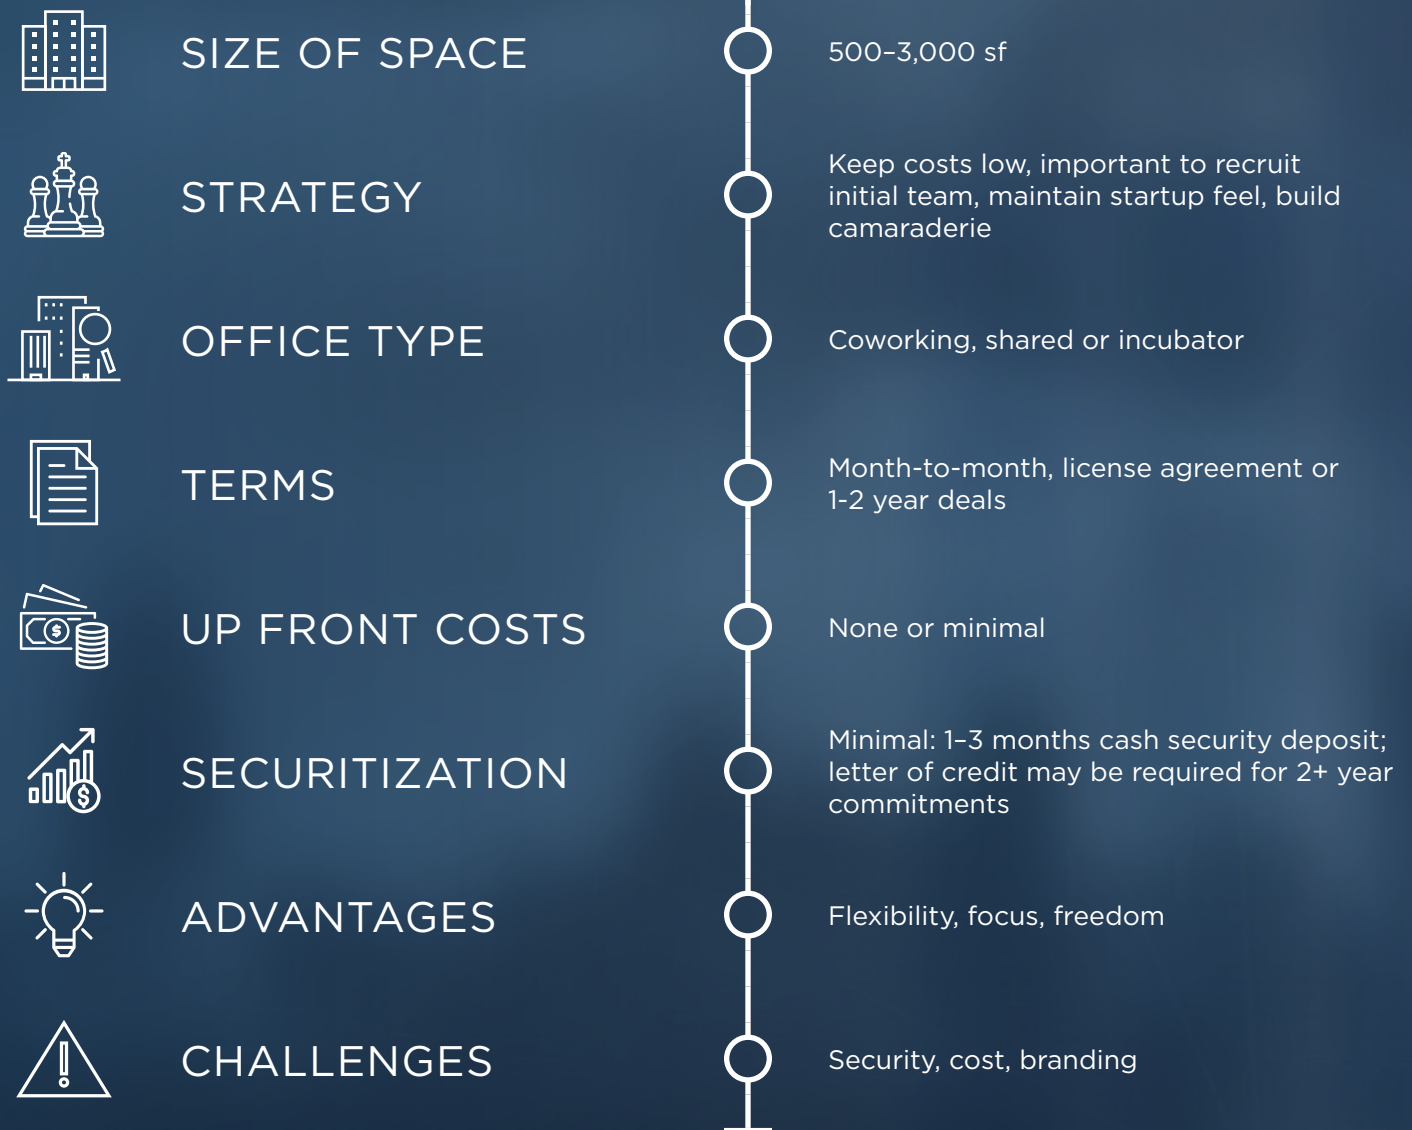 SIZE OF SPACE
500–3,000 sf
STRATEGY
Keep costs low, important to recruit
initial team, maintain startup feel, build
camaraderie
OFFICE TYPE
Coworking, shared or incubator
TERMS
Month-to-month, license agreement or
1-2 year deals
UP FRONT COSTS
$
None or minimal
SECURITIZATION
$
Minimal: 1–3 months cash security deposit;
letter of credit may be required for 2+ year
commitments
ADVANTAGES
Flexibility, focus, freedom
CHALLENGES
Security, cost, branding